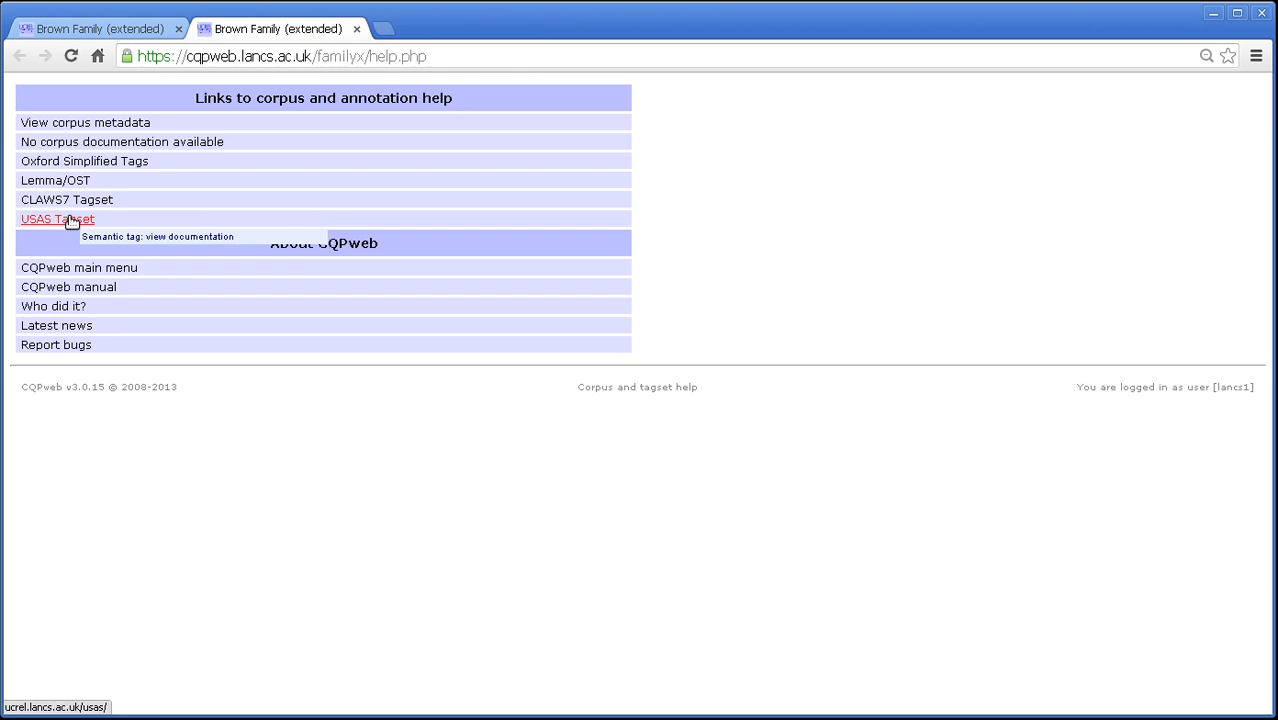 Brown Family (extended)
Brown Family (extended)
https://cqpweb.lancs.ac.uk/familyx/help.php
Links to corpus and annotation help
View corpus metadata
No corpus documentation available
Oxford Simplified Tags
Lemma/OST
CLAWS7 Tagset
USAS Tagset
Semantic tag: view documentation
About CQPweb
CQPweb main menu
CQPweb manual
Who did it?
Latest news
Report bugs
CQPweb v3.0.15 © 2008-2013
Corpus and tagset help
You are logged in as user [lancs1]
ucrel.lancs.ac.uk/usas/